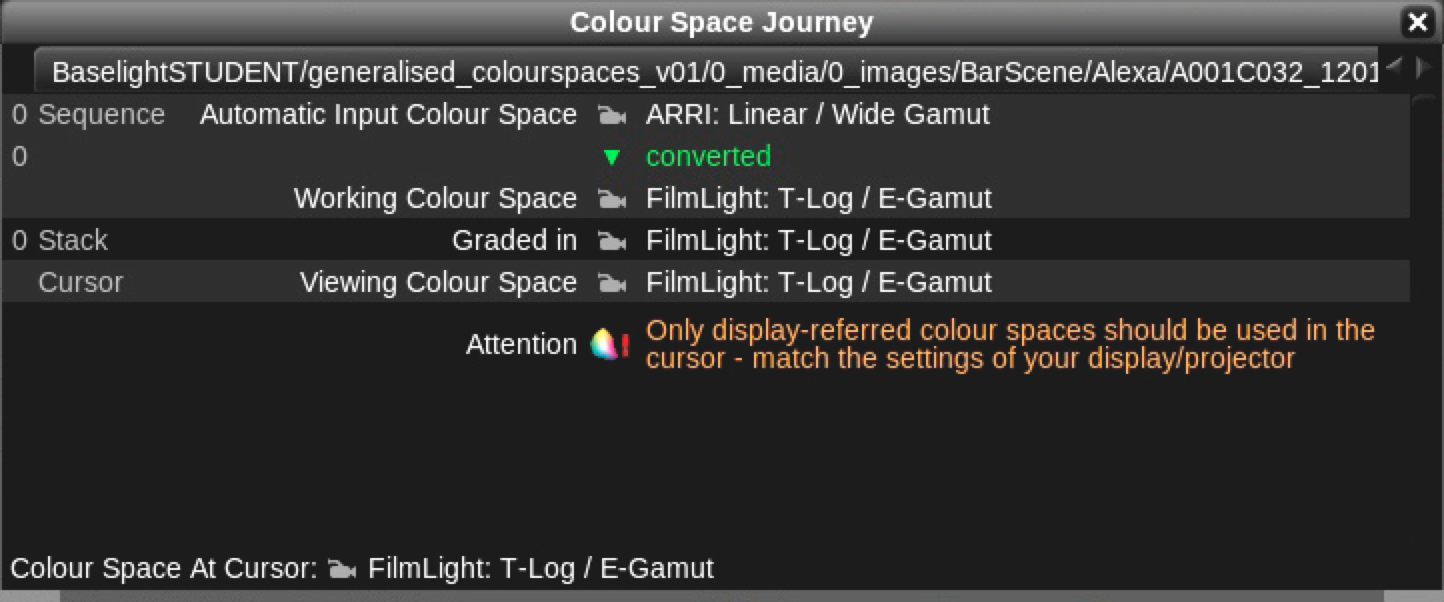 Colour Space Journey
BaselightSTUDENT/generalised_colourspaces_v01/0_media/0_images/BarScene/Alexa/A001C032_1201
0 Sequence Automatic Input Colour Space ARRI: Linear / Wide Gamut
0 converted
Working Colour Space FilmLight: T-Log / E-Gamut
0 Stack Graded in FilmLight: T-Log / E-Gamut
Cursor Viewing Colour Space FilmLight: T-Log / E-Gamut
Attention Only display-referred colour spaces should be used in the
cursor - match the settings of your display/projector
Colour Space At Cursor: FilmLight: T-Log / E-Gamut